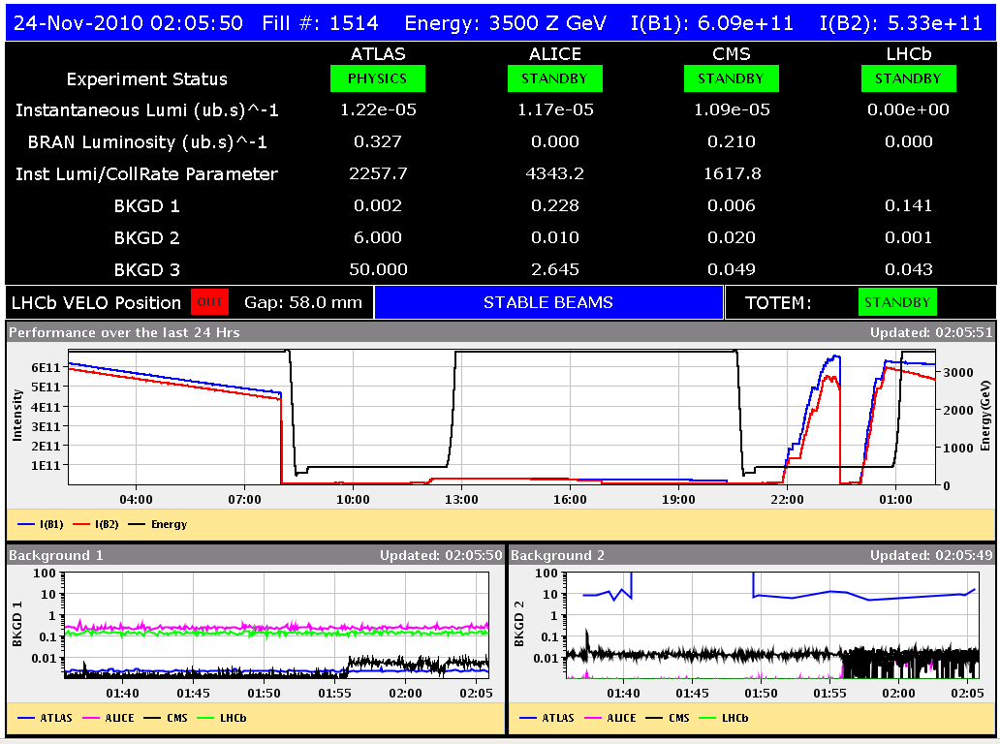 24-Nov-2010 02:05:50 Fill #: 1514 Energy: 3500 Z GeV I(B1): 6.09e+11 I(B2): 5.33e+11
ATLAS ALICE CMS LHCb
Experiment Status PHYSICS STANDBY STANDBY STANDBY
Instantaneous Lumi (ub.s)^-1 1.22e-05 1.17e-05 1.09e-05 0.00e+00
BRAN Luminosity (ub.s)^-1 0.327 0.000 0.210 0.000
Inst Lumi/CollRate Parameter 2257.7 4343.2 1617.8
BKGD 1 0.002 0.228 0.006 0.141
BKGD 2 6.000 0.010 0.020 0.001
BKGD 3 50.000 2.645 0.049 0.043
LHCb VELO Position OUT Gap: 58.0 mm STABLE BEAMS TOTEM: STANDBY
Performance over the last 24 Hrs Updated: 02:05:51
Intensity
6E11
5E11
4E11
3E11
2E11
1E11
3000
2000
1000
0
Energy (GeV)
04:00 07:00 10:00 13:00 16:00 19:00 22:00 01:00
I(B1) I(B2) Energy
Background 1 Updated: 02:05:50
BKGD 1
100
10
1
0.1
0.01
01:40 01:45 01:50 01:55 02:00 02:05
ATLAS ALICE CMS LHCb
Background 2 Updated: 02:05:49
BKGD 2
100
10
1
0.1
0.01
01:40 01:45 01:50 01:55 02:00 02:05
ATLAS ALICE CMS LHCb